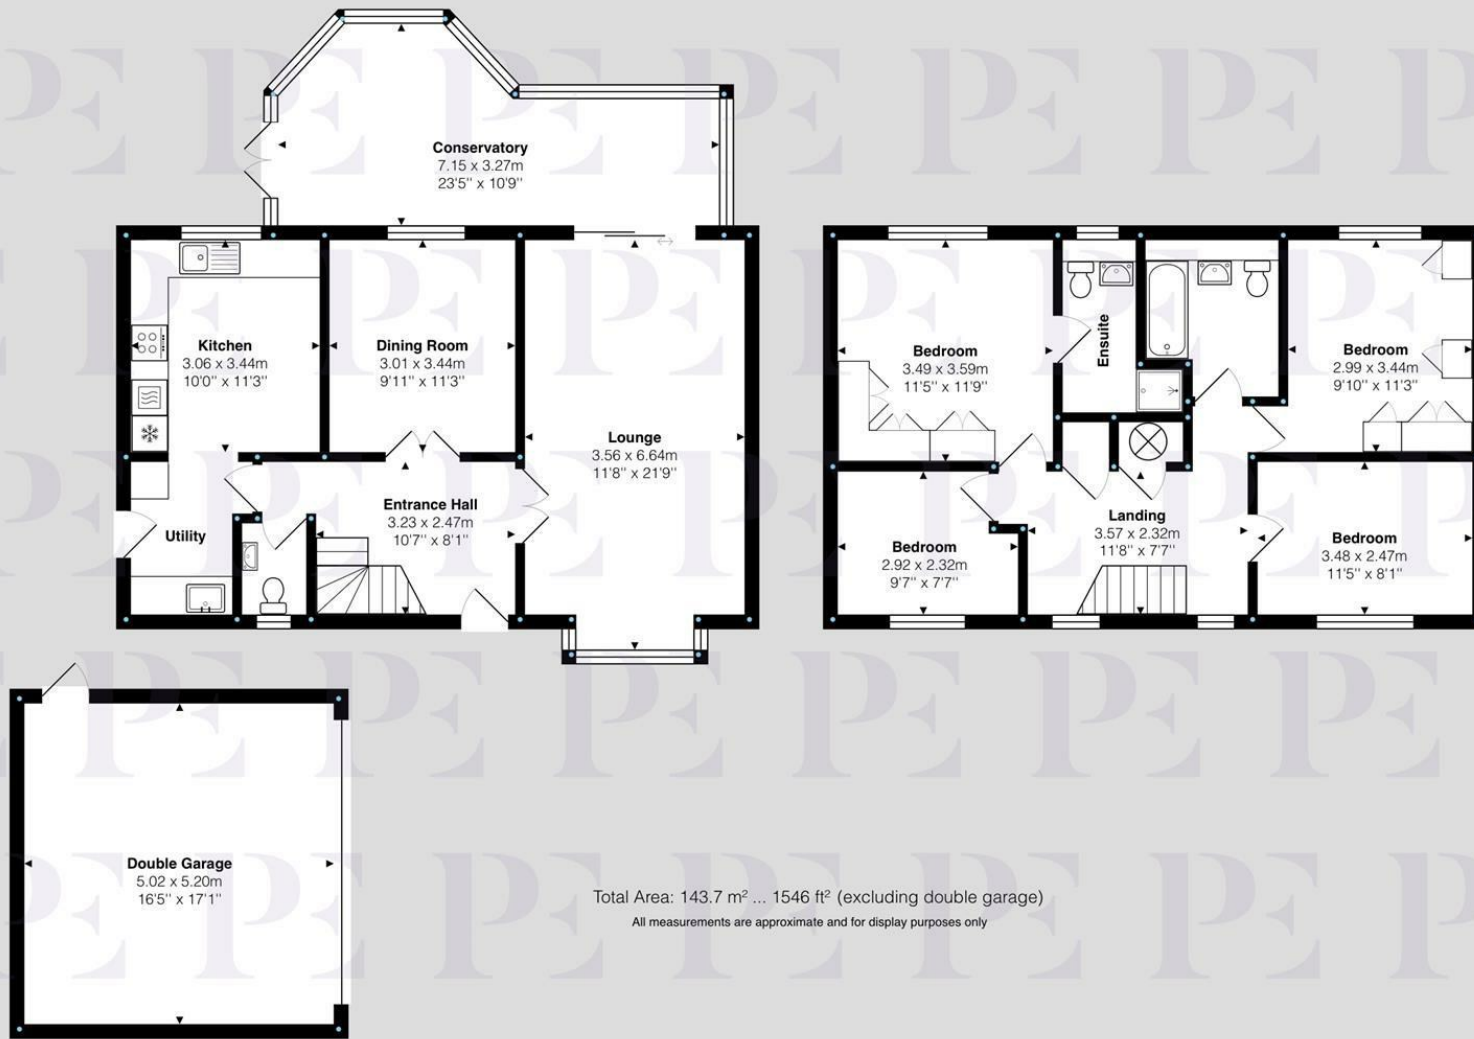 Conservatory
7.15 x 3.27m
23'5" x 10'9"
Kitchen
3.06 x 3.44m
10'0" x 11'3"
Dining Room
3.01 x 3.44m
9'11" x 11'3"
Lounge
3.56 x 6.64m
11'8" x 21'9"
Entrance Hall
3.23 x 2.47m
10'7" x 8'1"
Utility
Bedroom
3.49 x 3.59m
11'5" x 11'9"
Ensuite
Bedroom
2.99 x 3.44m
9'10" x 11'3"
Bedroom
2.92 x 2.32m
9'7" x 7'7"
Landing
3.57 x 2.32m
11'8" x 7'7"
Bedroom
3.48 x 2.47m
11'5" x 8'1"
Double Garage
5.02 x 5.20m
16'5" x 17'1"
Total Area: 143.7 m² ... 1546 ft² (excluding double garage)
All measurements are approximate and for display purposes only